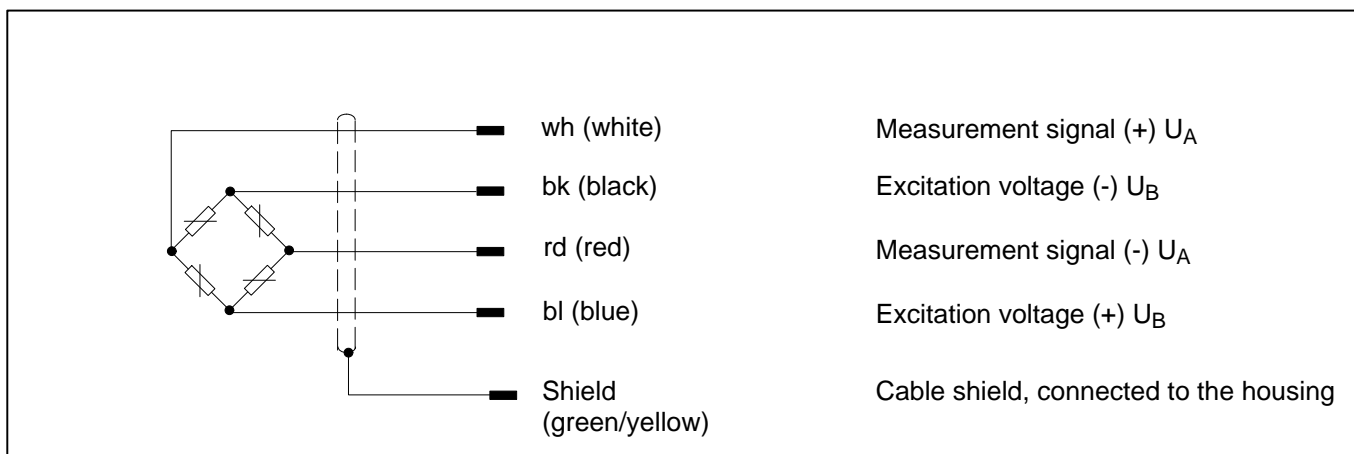 wh (white) Measurement signal (+) U_A
bk (black) Excitation voltage (-) U_B
rd (red) Measurement signal (-) U_A
bl (blue) Excitation voltage (+) U_B
Shield Cable shield, connected to the housing
(green/yellow)